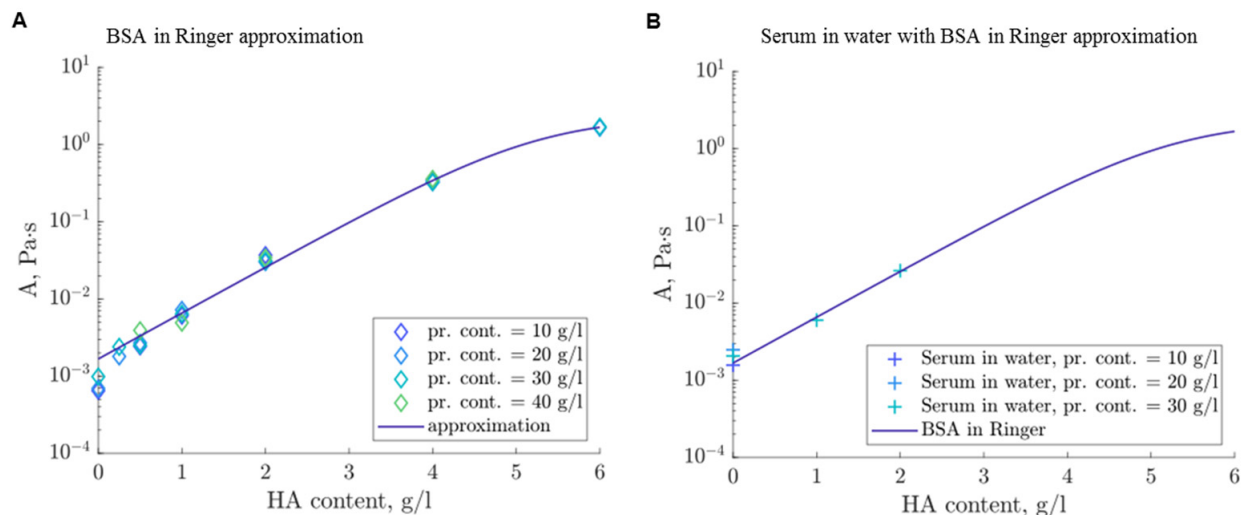 A
BSA in Ringer approximation
10^1
10^0
10^-1
10^-2
10^-3
10^-4
A, Pa·s
0 1 2 3 4 5 6
HA content, g/l
pr. cont. = 10 g/l
pr. cont. = 20 g/l
pr. cont. = 30 g/l
pr. cont. = 40 g/l
approximation
B
Serum in water with BSA in Ringer approximation
10^1
10^0
10^-1
10^-2
10^-3
10^-4
A, Pa·s
0 1 2 3 4 5 6
HA content, g/l
Serum in water, pr. cont. = 10 g/l
Serum in water, pr. cont. = 20 g/l
Serum in water, pr. cont. = 30 g/l
BSA in Ringer